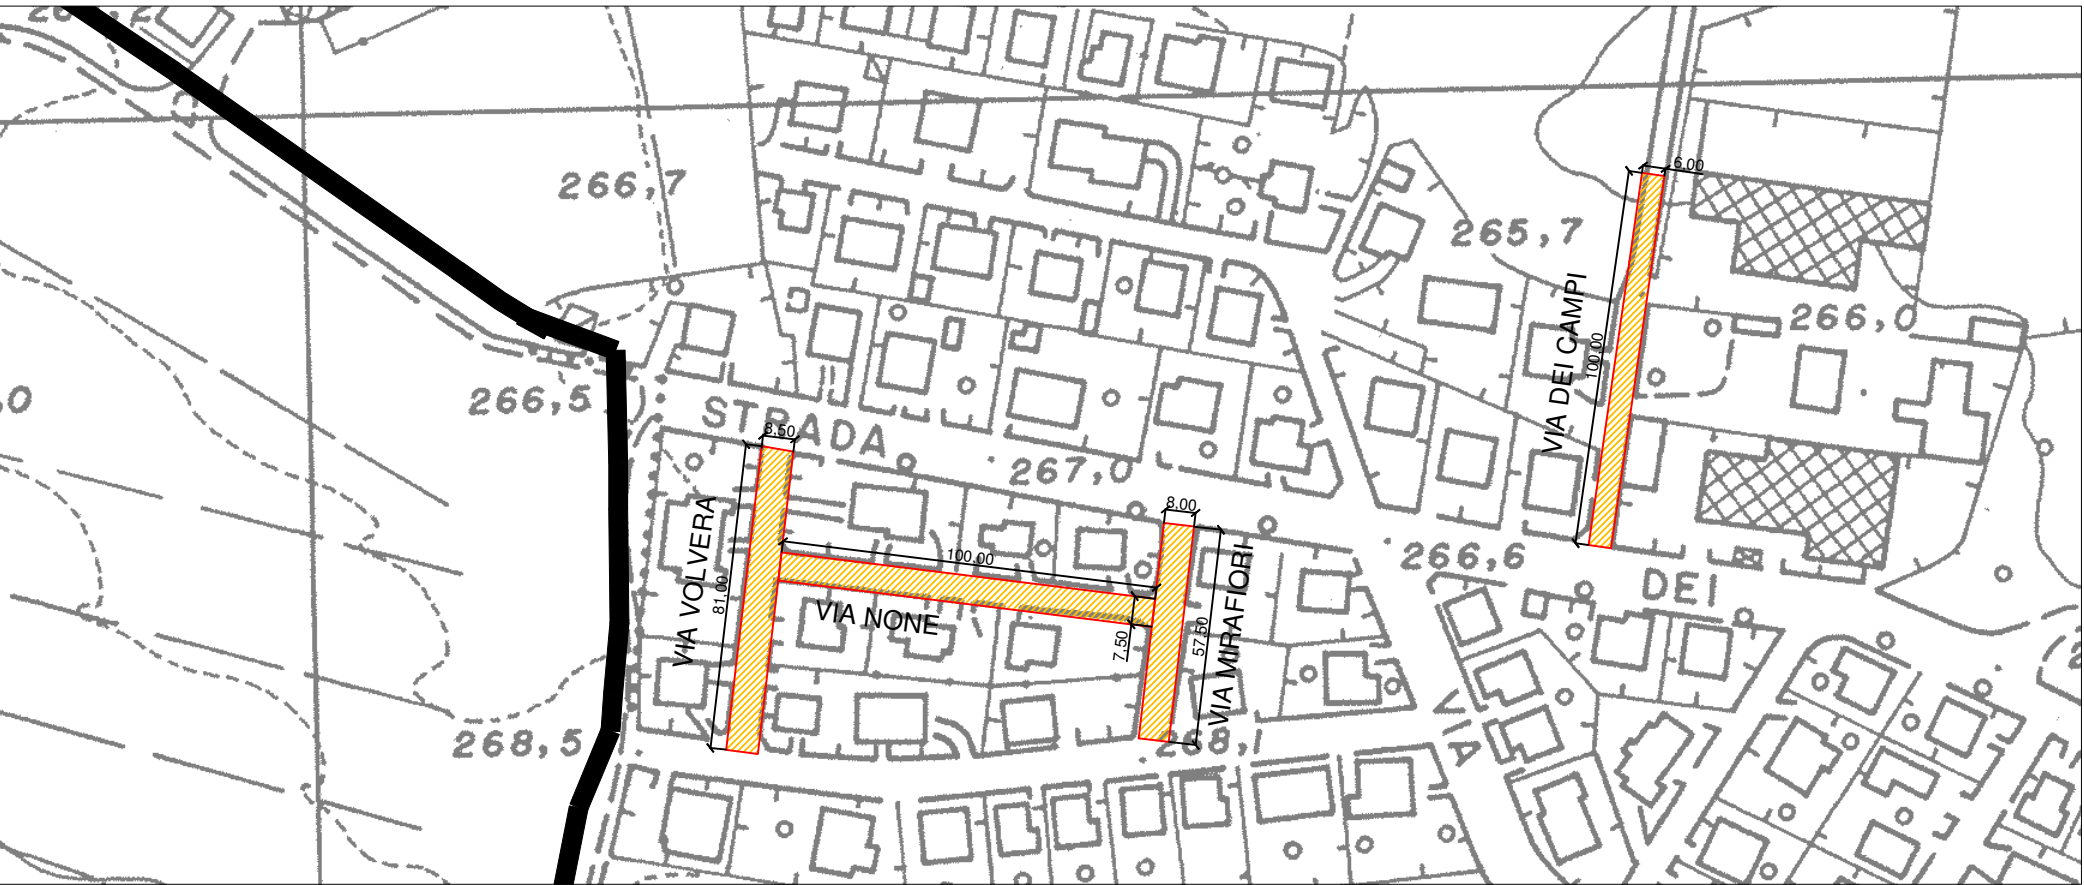 266,7
6.00
265,7
VIA DEI CAMPI
100.00
266,0
266,5
STRADA
8.50
267,0
8.00
VIA VOLVERA
81.00
100.00
VIA NONE
7.50
57.50
VIA MIRAFIORI
266,6
DEI
268,5
VIA